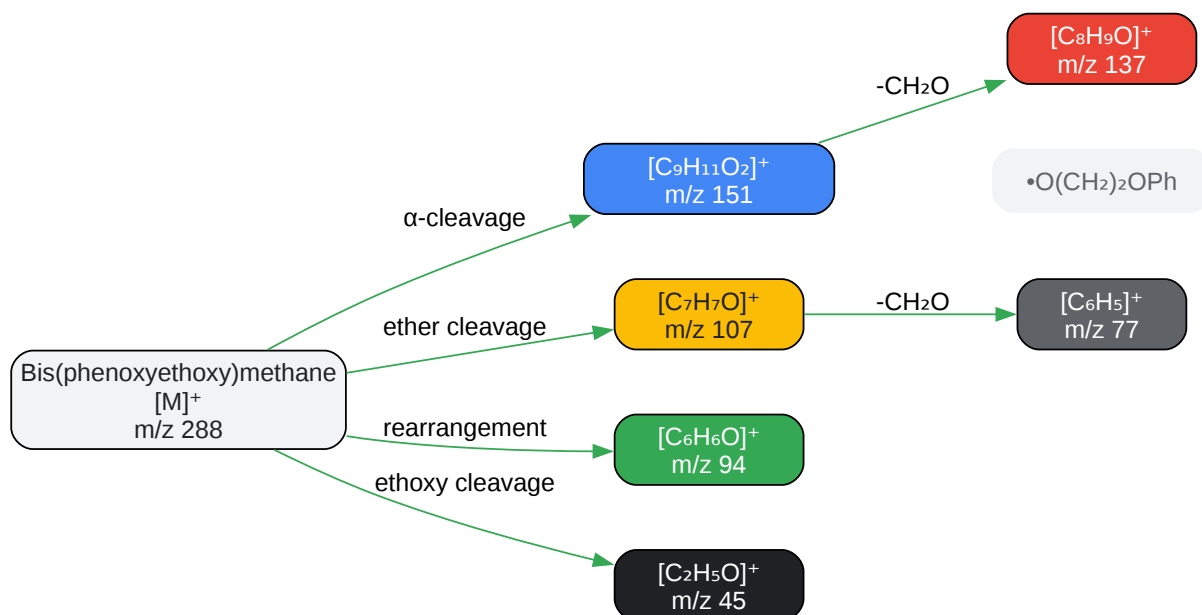 [C₈H₉O]⁺
m/z 137
-CH₂O
[C₉H₁₁O₂]⁺
m/z 151
•O(CH₂)₂OPh
α-cleavage
[C₇H₇O]⁺
m/z 107
-CH₂O
[C₆H₅]⁺
m/z 77
ether cleavage
Bis(phenoxyethoxy)methane
[M]⁺
m/z 288
rearrangement
[C₆H₆O]⁺
m/z 94
ethoxy cleavage
[C₂H₅O]⁺
m/z 45